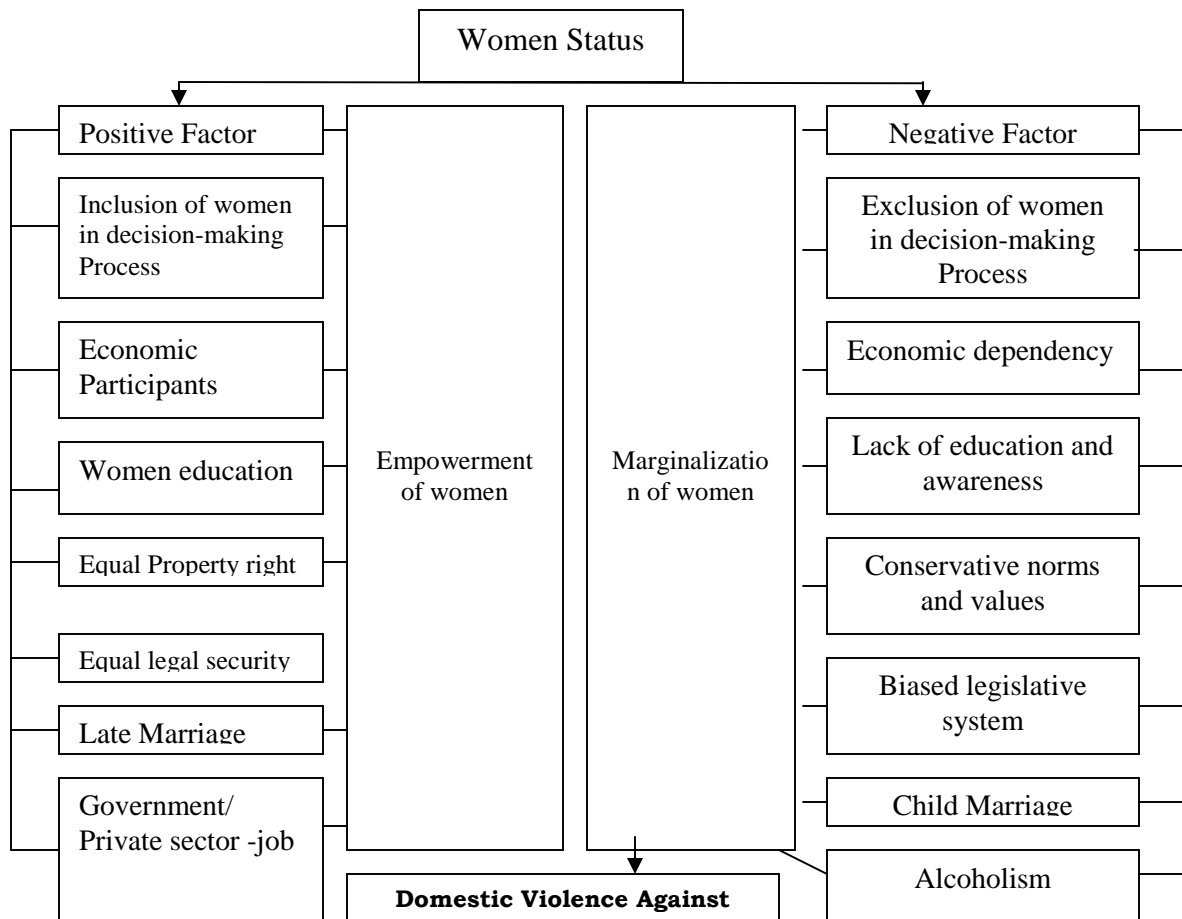 Women Status
Positive Factor
Inclusion of women
in decision-making
Process
Economic
Participants
Women education
Equal Property right
Equal legal security
Late Marriage
Government/
Private sector -job
Empowerment
of women
Marginalizatio
n of women
Negative Factor
Exclusion of women
in decision-making
Process
Economic dependency
Lack of education and
awareness
Conservative norms
and values
Biased legislative
system
Child Marriage
Alcoholism
Domestic Violence Against